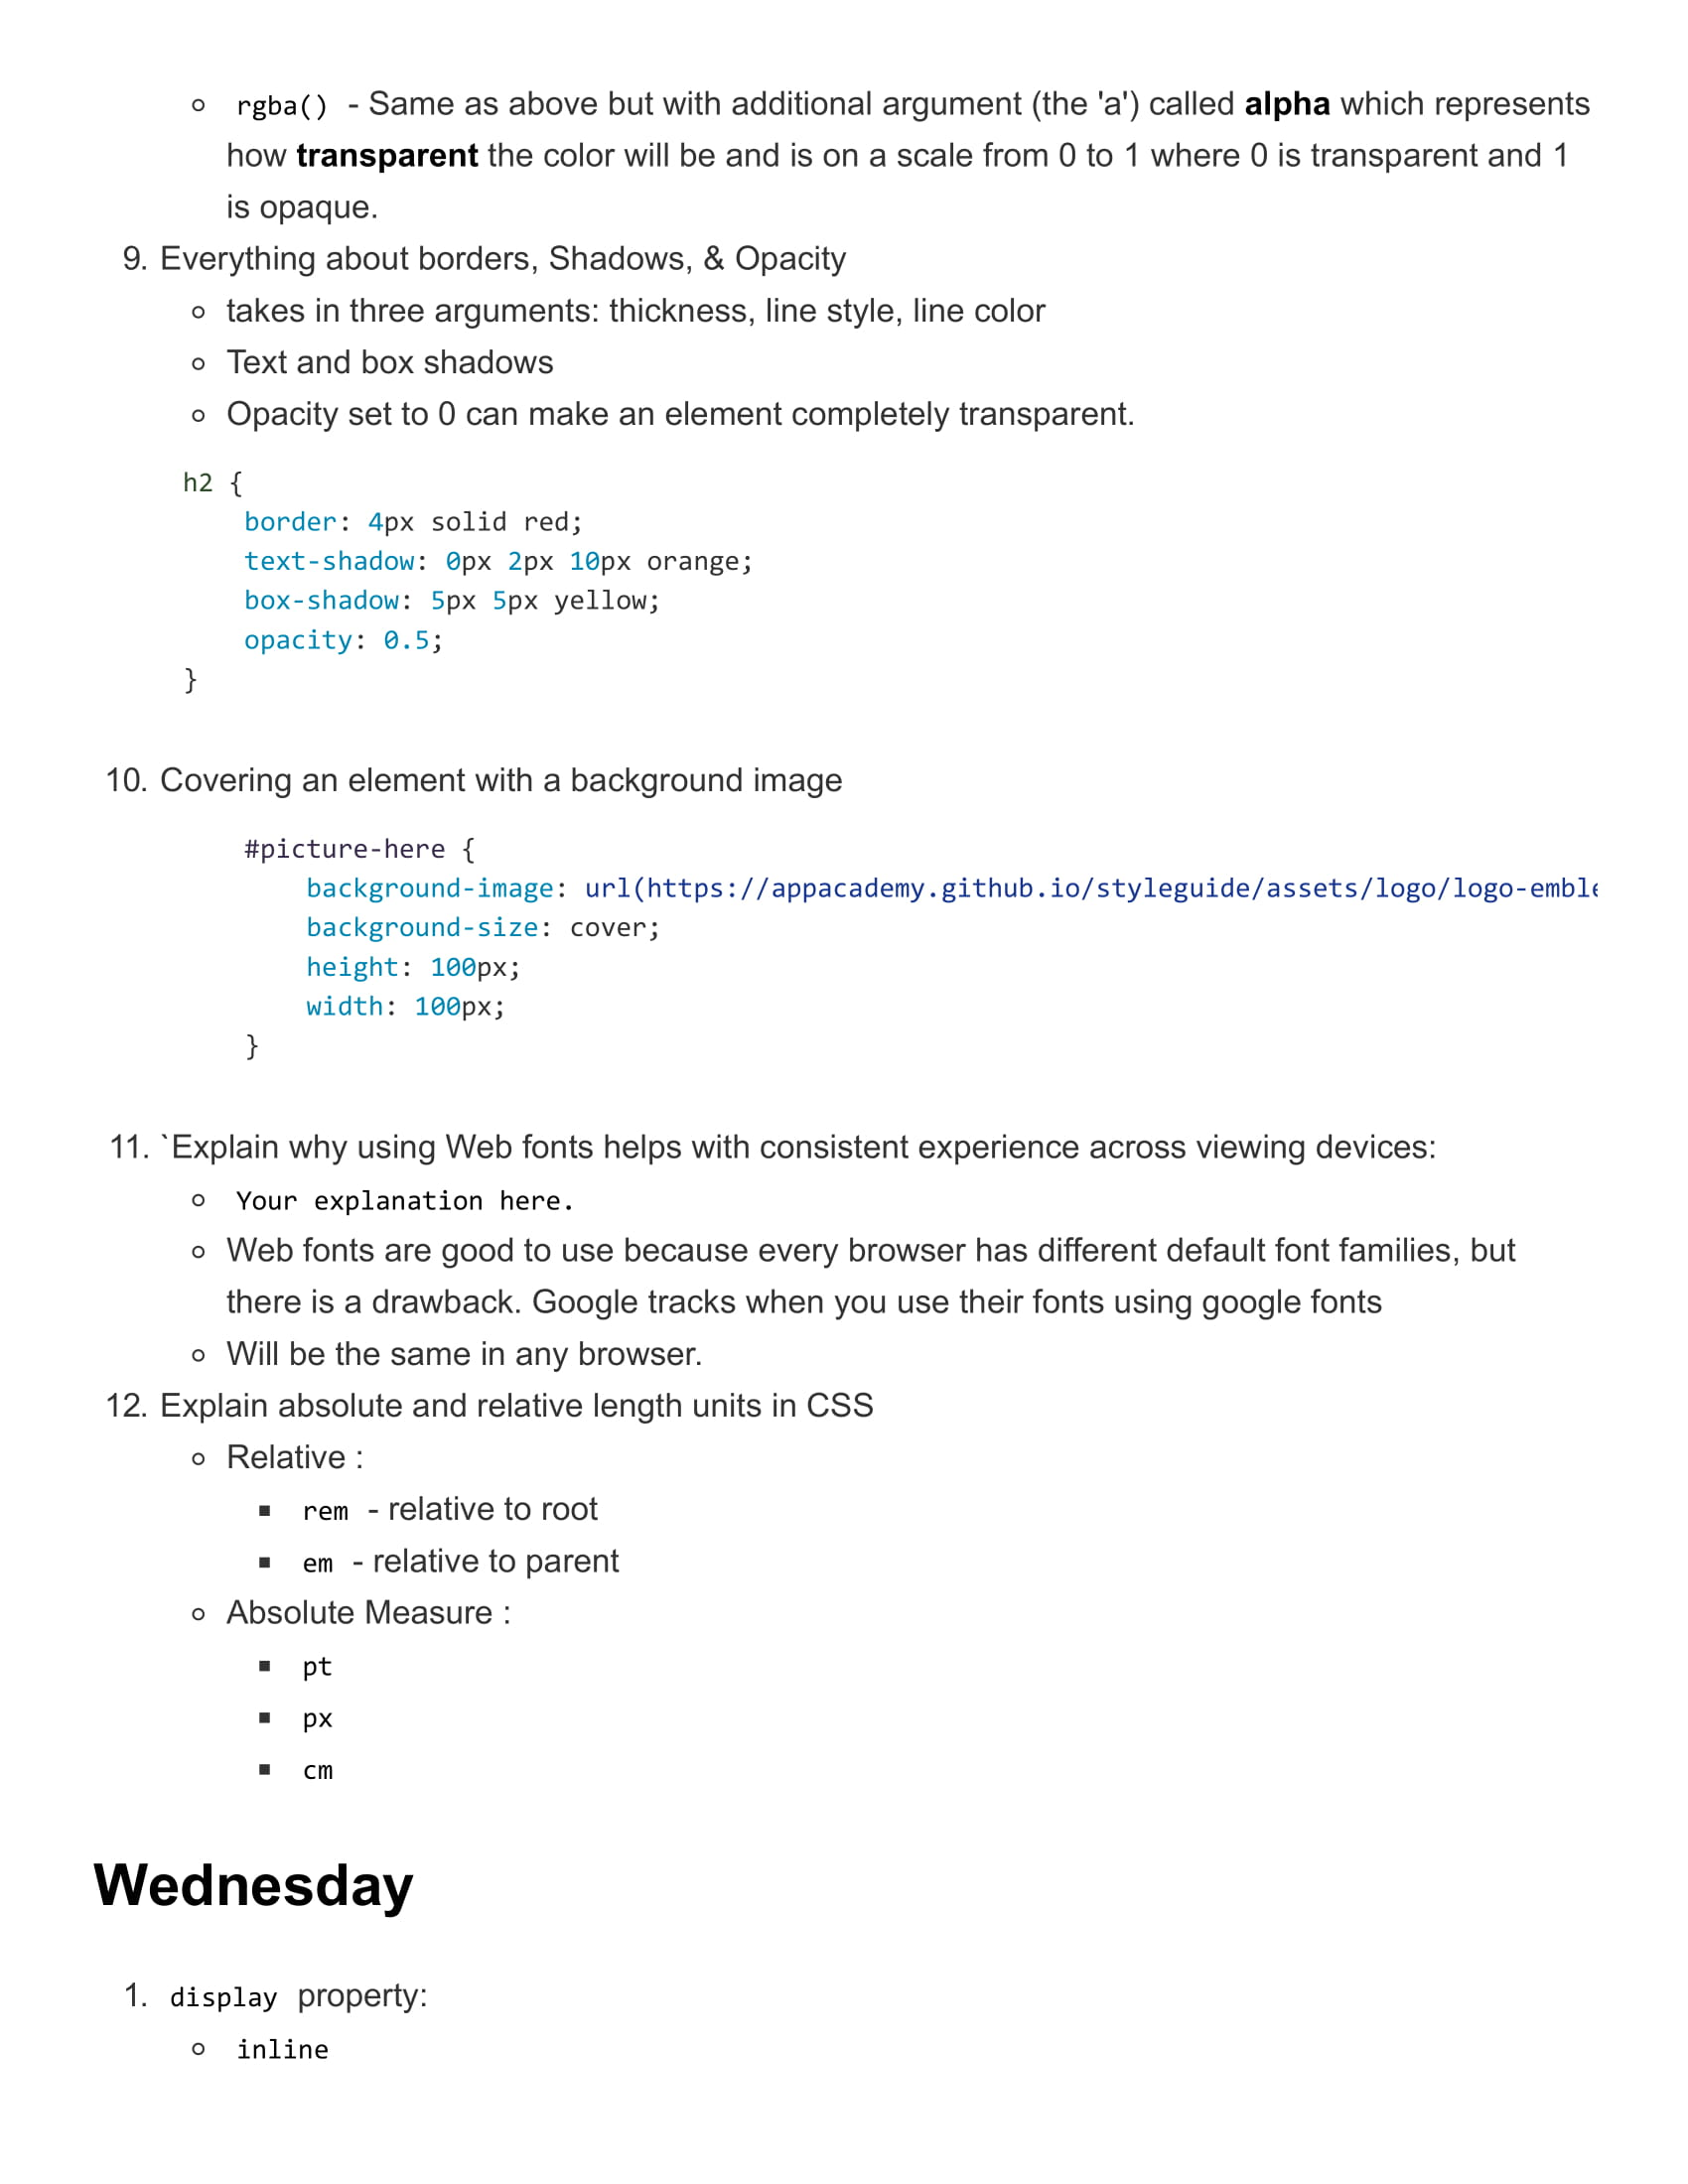 rgba() - Same as above but with additional argument (the 'a') called alpha which represents
how transparent the color will be and is on a scale from 0 to 1 where 0 is transparent and 1
is opaque.
9. Everything about borders, Shadows, & Opacity
takes in three arguments: thickness, line style, line color
Text and box shadows
Opacity set to 0 can make an element completely transparent.
h2 {
border: 4px solid red;
text-shadow: 0px 2px 10px orange;
box-shadow: 5px 5px yellow;
opacity: 0.5;
}
10. Covering an element with a background image
#picture-here {
background-image: url(https://appacademy.github.io/styleguide/assets/logo/logo-emble
background-size: cover;
height: 100px;
width: 100px;
}
11. `Explain why using Web fonts helps with consistent experience across viewing devices:
Your explanation here.
Web fonts are good to use because every browser has different default font families, but
there is a drawback. Google tracks when you use their fonts using google fonts
Will be the same in any browser.
12. Explain absolute and relative length units in CSS
Relative :
rem - relative to root
em - relative to parent
Absolute Measure :
pt
px
cm
Wednesday
1. display property:
inline